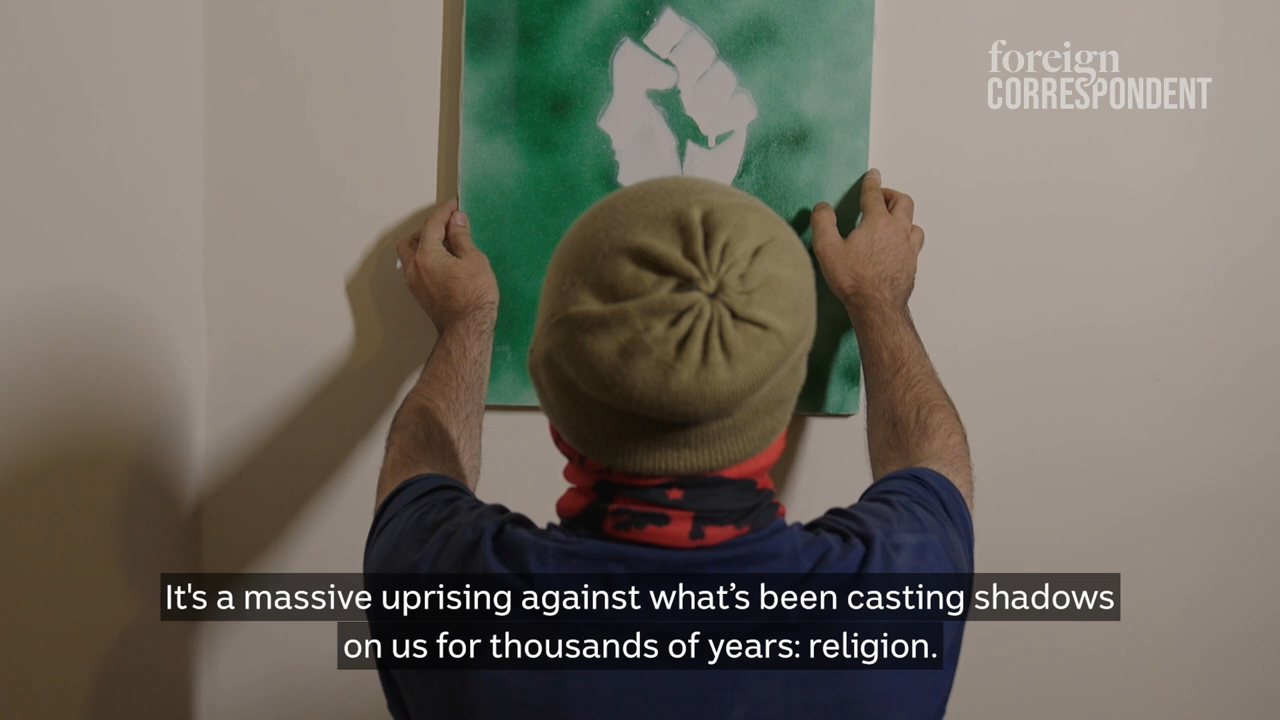 foreign
CORRESPONDENT
It's a massive uprising against what’s been casting shadows
on us for thousands of years: religion.